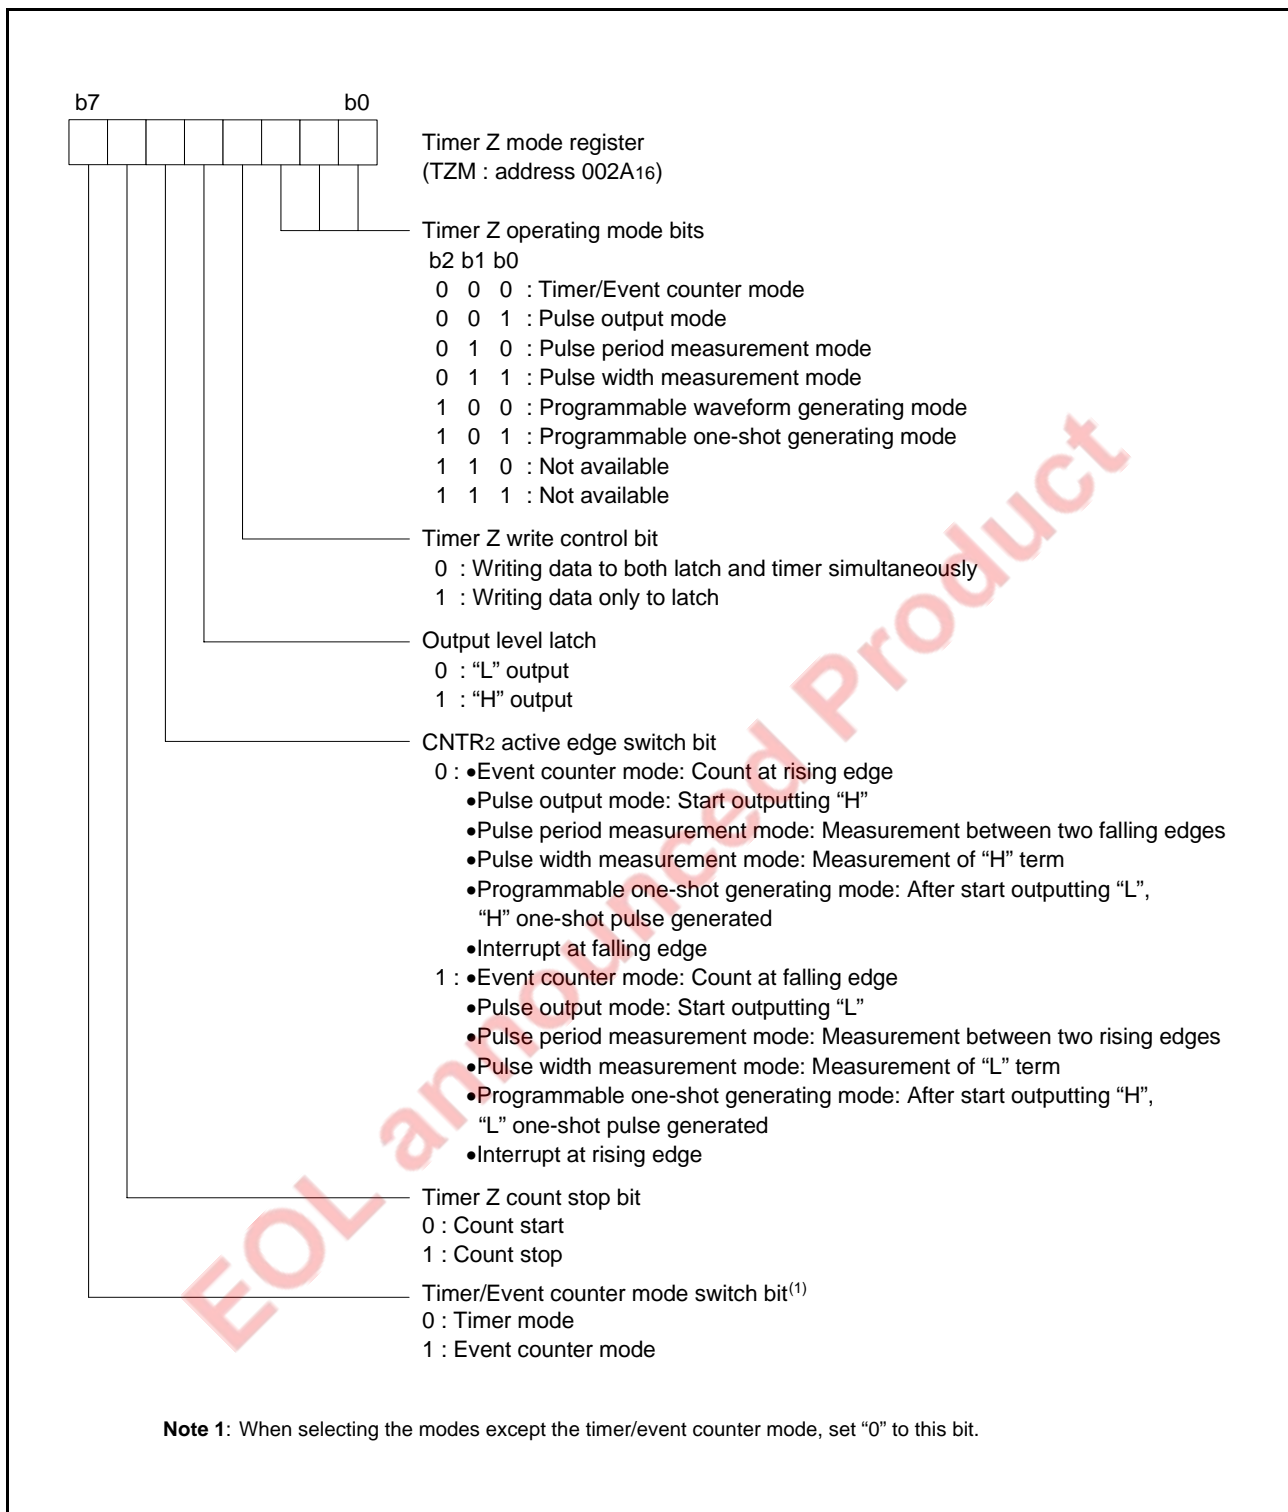 b7 b0
Timer Z mode register
(TZM : address 002A16)
Timer Z operating mode bits
b2 b1 b0
0 0 0 : Timer/Event counter mode
0 0 1 : Pulse output mode
0 1 0 : Pulse period measurement mode
0 1 1 : Pulse width measurement mode
1 0 0 : Programmable waveform generating mode
1 0 1 : Programmable one-shot generating mode
1 1 0 : Not available
1 1 1 : Not available
Timer Z write control bit
0 : Writing data to both latch and timer simultaneously
1 : Writing data only to latch
Output level latch
0 : “L” output
1 : “H” output
CNTR2 active edge switch bit
0 : •Event counter mode: Count at rising edge
•Pulse output mode: Start outputting “H”
•Pulse period measurement mode: Measurement between two falling edges
•Pulse width measurement mode: Measurement of “H” term
•Programmable one-shot generating mode: After start outputting “L”,
“H” one-shot pulse generated
•Interrupt at falling edge
1 : •Event counter mode: Count at falling edge
•Pulse output mode: Start outputting “L”
•Pulse period measurement mode: Measurement between two rising edges
•Pulse width measurement mode: Measurement of “L” term
•Programmable one-shot generating mode: After start outputting “H”,
“L” one-shot pulse generated
•Interrupt at rising edge
Timer Z count stop bit
0 : Count start
1 : Count stop
Timer/Event counter mode switch bit(1)
0 : Timer mode
1 : Event counter mode
Note 1: When selecting the modes except the timer/event counter mode, set “0” to this bit.
EOL announced Product